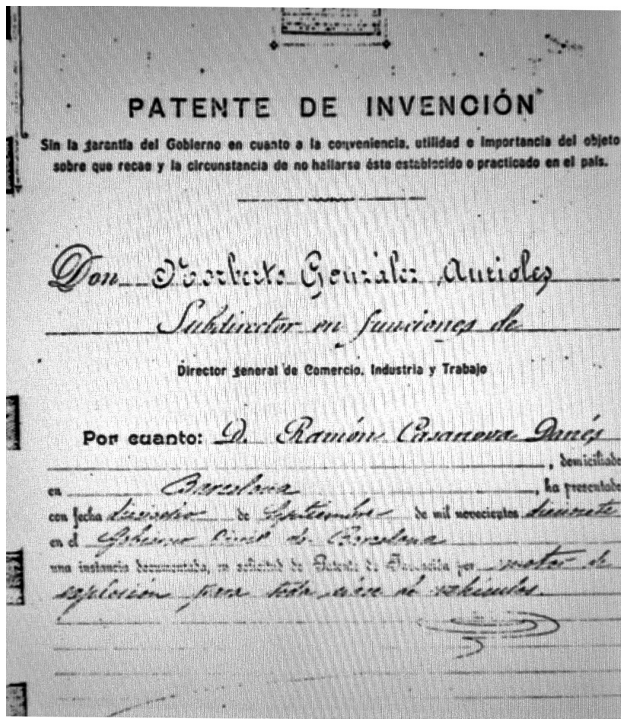 PATENTE DE INVENCIÓN
Sin la garantía del Gobierno en cuanto a la conveniencia, utilidad e importancia del objeto
sobre que recae y la circunstancia de no hallarse éste establecido o practicado en el país.
Don Norberto González Aurioles
Subdirector en funciones de
Director general de Comercio, Industria y Trabajo
Por cuanto: D. Ramón Casanova Danés
, domiciliado
en Barcelona, ha presentado
con fecha dieciocho de Septiembre de mil novecientos diecisiete
en el Gobierno Civil de Barcelona
una instancia documentada, en solicitud de Patente de Invención por motor de
explosión para toda clase de vehículos.